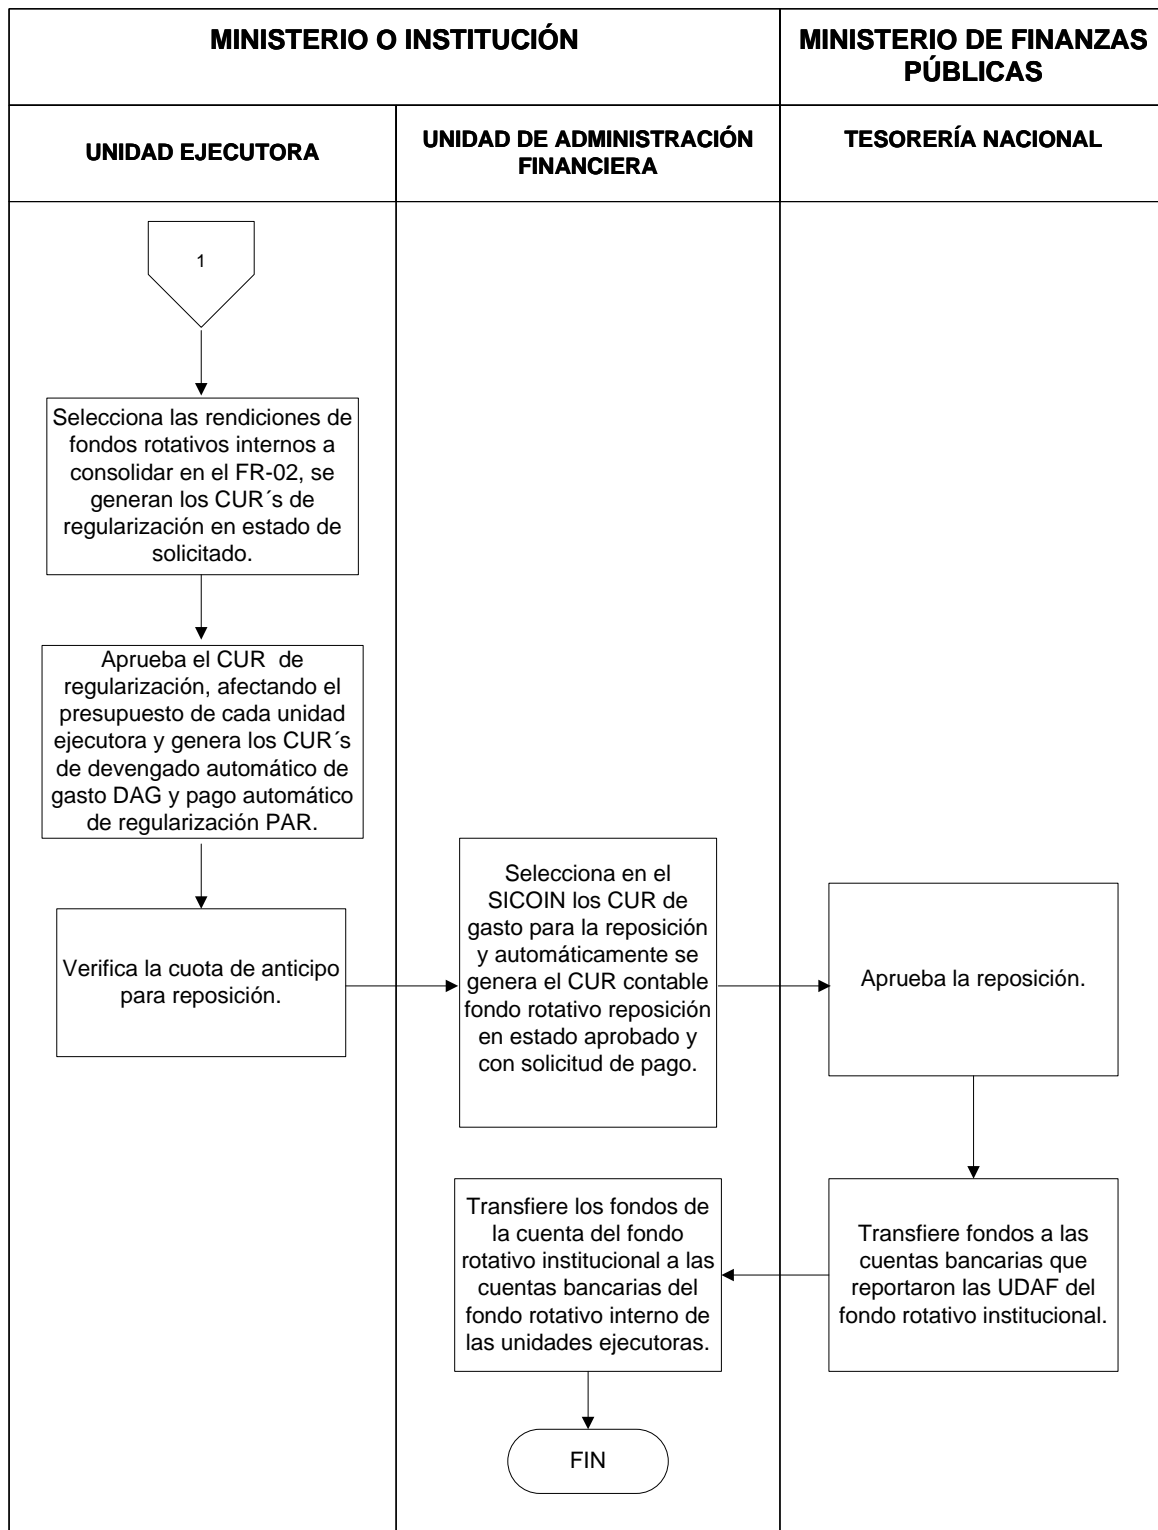 MINISTERIO O INSTITUCIÓN
MINISTERIO DE FINANZAS
PÚBLICAS
UNIDAD EJECUTORA
UNIDAD DE ADMINISTRACIÓN
FINANCIERA
TESORERÍA NACIONAL
1
Selecciona las rendiciones de
fondos rotativos internos a
consolidar en el FR-02, se
generan los CUR´s de
regularización en estado de
solicitado.
Aprueba el CUR de
regularización, afectando el
presupuesto de cada unidad
ejecutora y genera los CUR´s
de devengado automático de
gasto DAG y pago automático
de regularización PAR.
Verifica la cuota de anticipo
para reposición.
Selecciona en el
SICOIN los CUR de
gasto para la reposición
y automáticamente se
genera el CUR contable
fondo rotativo reposición
en estado aprobado y
con solicitud de pago.
Aprueba la reposición.
Transfiere fondos a las
cuentas bancarias que
reportaron las UDAF del
fondo rotativo institucional.
Transfiere los fondos de
la cuenta del fondo
rotativo institucional a las
cuentas bancarias del
fondo rotativo interno de
las unidades ejecutoras.
FIN